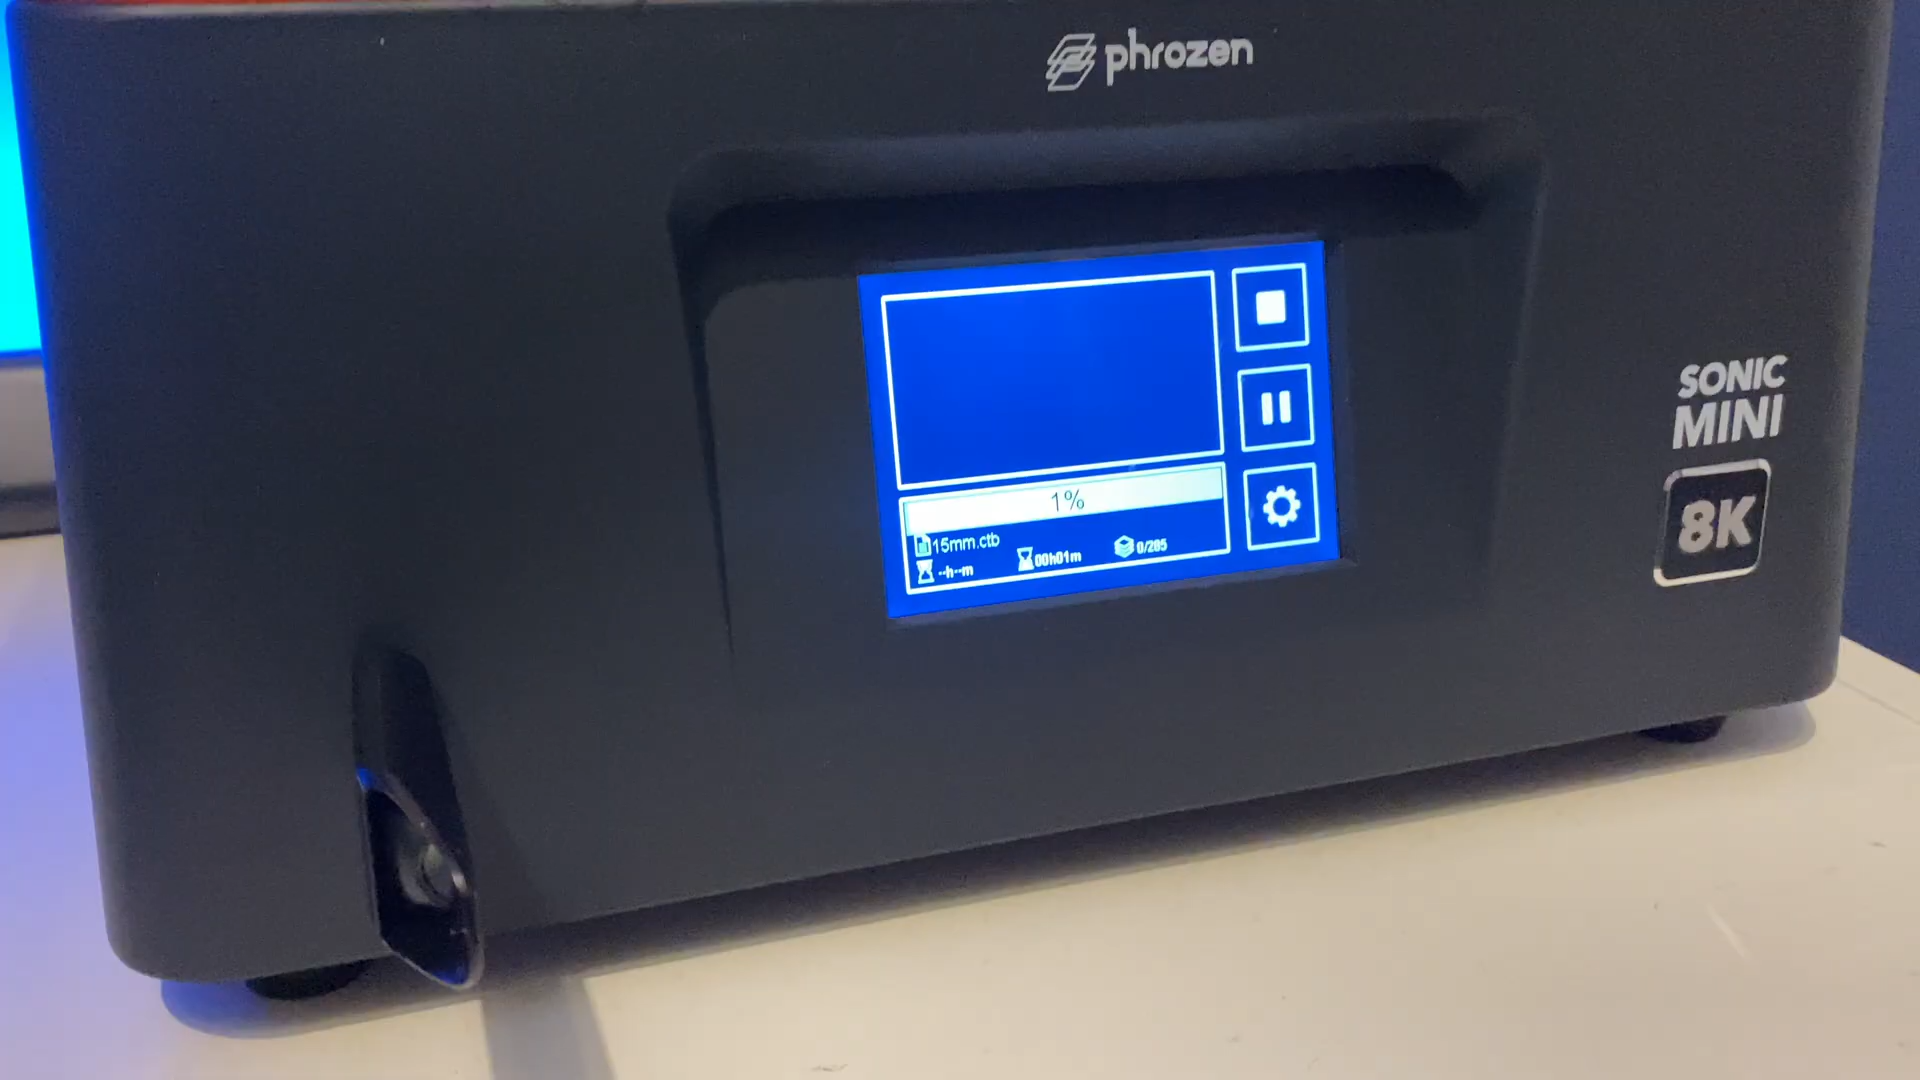 phrozen
1%
15mm.ctb
--h--m
00h01m
0/285
SONIC
MINI
8K